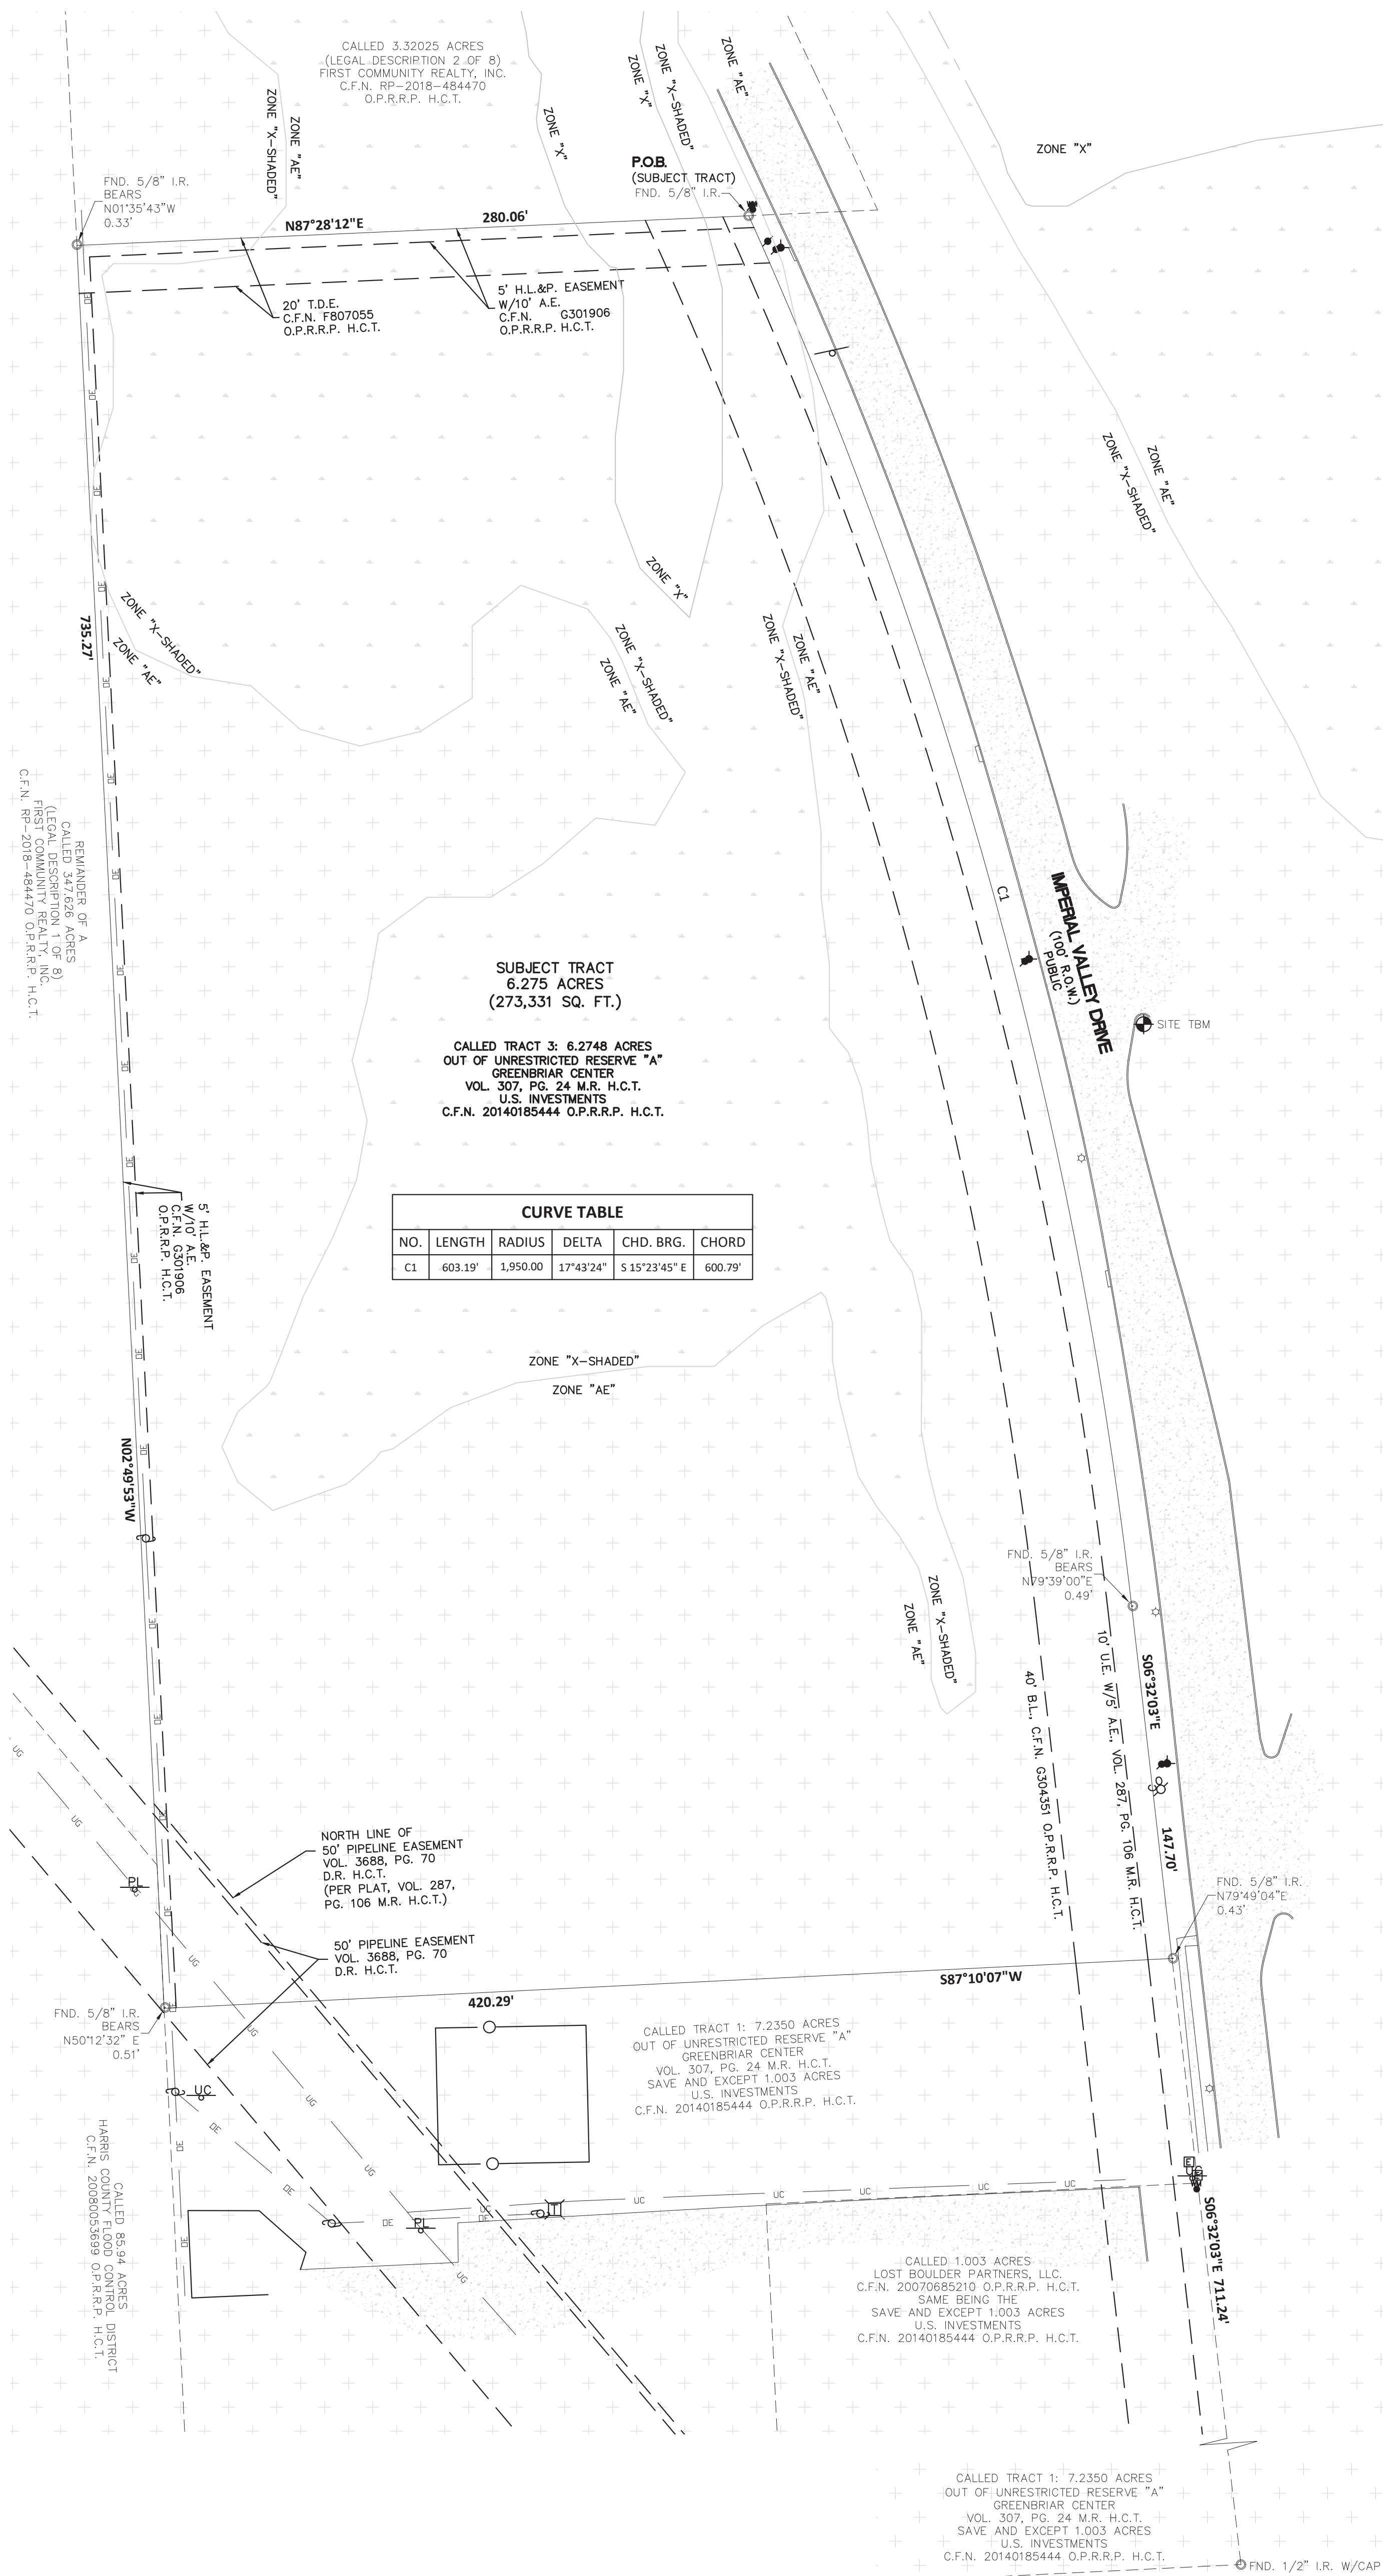 CALLED 3.32025 ACRES
(LEGAL DESCRIPTION 2 OF 8)
FIRST COMMUNITY REALTY, INC.
C.F.N. RP-2018-484470
O.P.R.R.P. H.C.T.
ZONE "X-SHADED"
ZONE "AE"
ZONE "X"
ZONE "X"
ZONE "X-SHADED"
ZONE "AE"
ZONE "X"
P.O.B.
(SUBJECT TRACT)
FND. 5/8" I.R.
FND. 5/8" I.R.
BEARS
N01°35'43"W
0.33'
N87°28'12"E
280.06'
20' T.D.E.
C.F.N. F807055
O.P.R.R.P. H.C.T.
5' H.L.&P. EASEMENT
W/10' A.E.
C.F.N. G301906
O.P.R.R.P. H.C.T.
ZONE "X-SHADED"
ZONE "AE"
ZONE "X"
735.27'
ZONE "X-SHADED"
ZONE "AE"
ZONE "X-SHADED"
ZONE "AE"
ZONE "X-SHADED"
ZONE "AE"
REMIANDER OF A
CALLED 347.626 ACRES
(LEGAL DESCRIPTION 1 OF 8)
FIRST COMMUNITY REALTY, INC.
C.F.N. RP-2018-484470 O.P.R.R.P. H.C.T.
C1
IMPERIAL VALLEY DRIVE
(100' R.O.W.)
PUBLIC
SITE TBM
SUBJECT TRACT
6.275 ACRES
(273,331 SQ. FT.)
CALLED TRACT 3: 6.2748 ACRES
OUT OF UNRESTRICTED RESERVE "A"
GREENBRIAR CENTER
VOL. 307, PG. 24 M.R. H.C.T.
U.S. INVESTMENTS
C.F.N. 20140185444 O.P.R.R.P. H.C.T.
CURVE TABLE
NO. LENGTH RADIUS DELTA CHD. BRG. CHORD
C1 603.19' 1,950.00 17°43'24" S 15°23'45" E 600.79'
5' H.L.&P. EASEMENT
W/10' A.E.
C.F.N. G301906
O.P.R.R.P. H.C.T.
ZONE "X-SHADED"
ZONE "AE"
N02°49'53"W
FND. 5/8" I.R.
BEARS
N79°39'00"E
0.49'
ZONE "X-SHADED"
ZONE "AE"
S06°32'03"E
147.70'
40' B.L., C.F.N. G304351 O.P.R.R.P. H.C.T.
10' U.E. W/5' A.E., VOL. 287, PG. 106 M.R. H.C.T.
NORTH LINE OF
50' PIPELINE EASEMENT
VOL. 3688, PG. 70
D.R. H.C.T.
(PER PLAT, VOL. 287,
PG. 106 M.R. H.C.T.)
50' PIPELINE EASEMENT
VOL. 3688, PG. 70
D.R. H.C.T.
PL
UG
FND. 5/8" I.R.
N79°49'04"E
0.43'
S87°10'07"W
420.29'
FND. 5/8" I.R.
BEARS
N50°12'32" E
0.51'
CALLED TRACT 1: 7.2350 ACRES
OUT OF UNRESTRICTED RESERVE "A"
GREENBRIAR CENTER
VOL. 307, PG. 24 M.R. H.C.T.
SAVE AND EXCEPT 1.003 ACRES
U.S. INVESTMENTS
C.F.N. 20140185444 O.P.R.R.P. H.C.T.
UC
DE
DE
PL
UC
T
E
CALLED 85.94 ACRES
HARRIS COUNTY FLOOD CONTROL DISTRICT
C.F.N. 20080053699 O.P.R.R.P. H.C.T.
CALLED 1.003 ACRES
LOST BOULDER PARTNERS, LLC.
C.F.N. 20070685210 O.P.R.R.P. H.C.T.
SAME BEING THE
SAVE AND EXCEPT 1.003 ACRES
U.S. INVESTMENTS
C.F.N. 20140185444 O.P.R.R.P. H.C.T.
S06°32'03"E 711.24'
CALLED TRACT 1: 7.2350 ACRES
OUT OF UNRESTRICTED RESERVE "A"
GREENBRIAR CENTER
VOL. 307, PG. 24 M.R. H.C.T.
SAVE AND EXCEPT 1.003 ACRES
U.S. INVESTMENTS
C.F.N. 20140185444 O.P.R.R.P. H.C.T.
FND. 1/2" I.R. W/CAP